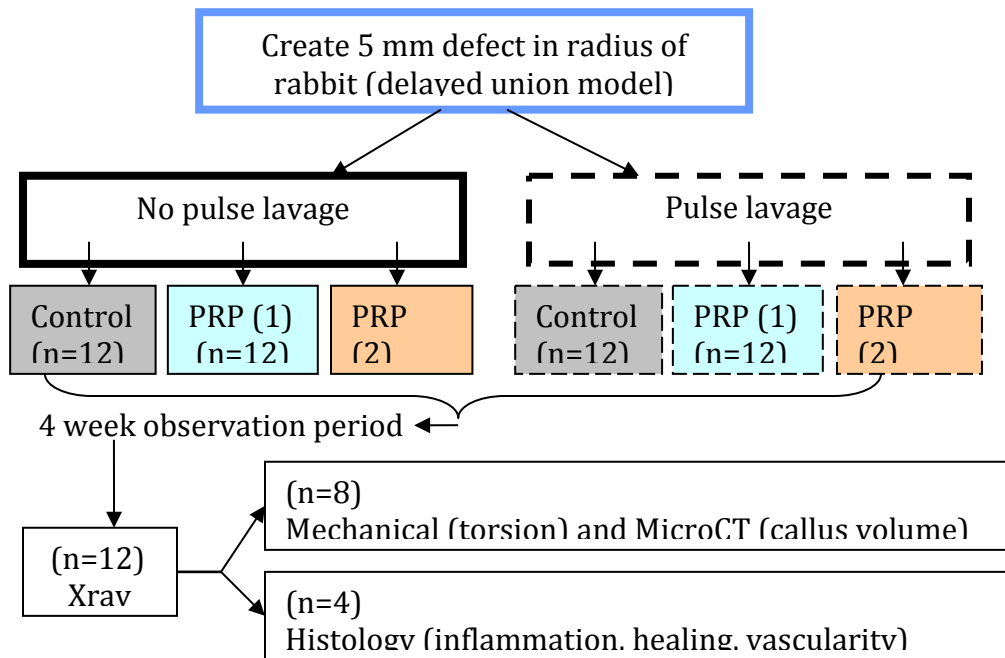 Create 5 mm defect in radius of
rabbit (delayed union model)
No pulse lavage
Pulse lavage
Control
(n=12)
PRP (1)
(n=12)
PRP
(2)
Control
(n=12)
PRP (1)
(n=12)
PRP
(2)
4 week observation period
(n=12)
Xray
(n=8)
Mechanical (torsion) and MicroCT (callus volume)
(n=4)
Histology (inflammation, healing, vascularity)